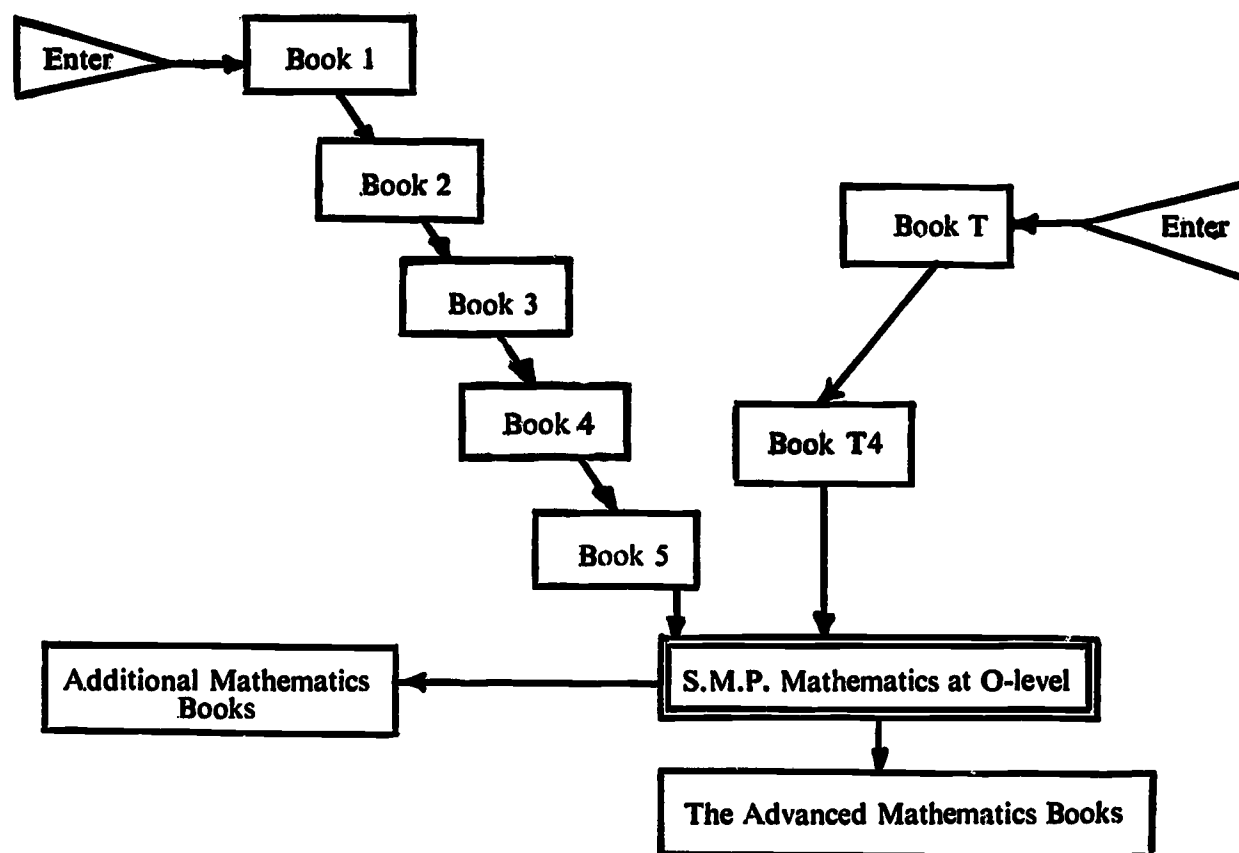 Enter
Book 1
Book 2
Book T
Enter
Book 3
Book 4
Book T4
Book 5
Additional Mathematics
Books
S.M.P. Mathematics at O-level
The Advanced Mathematics Books